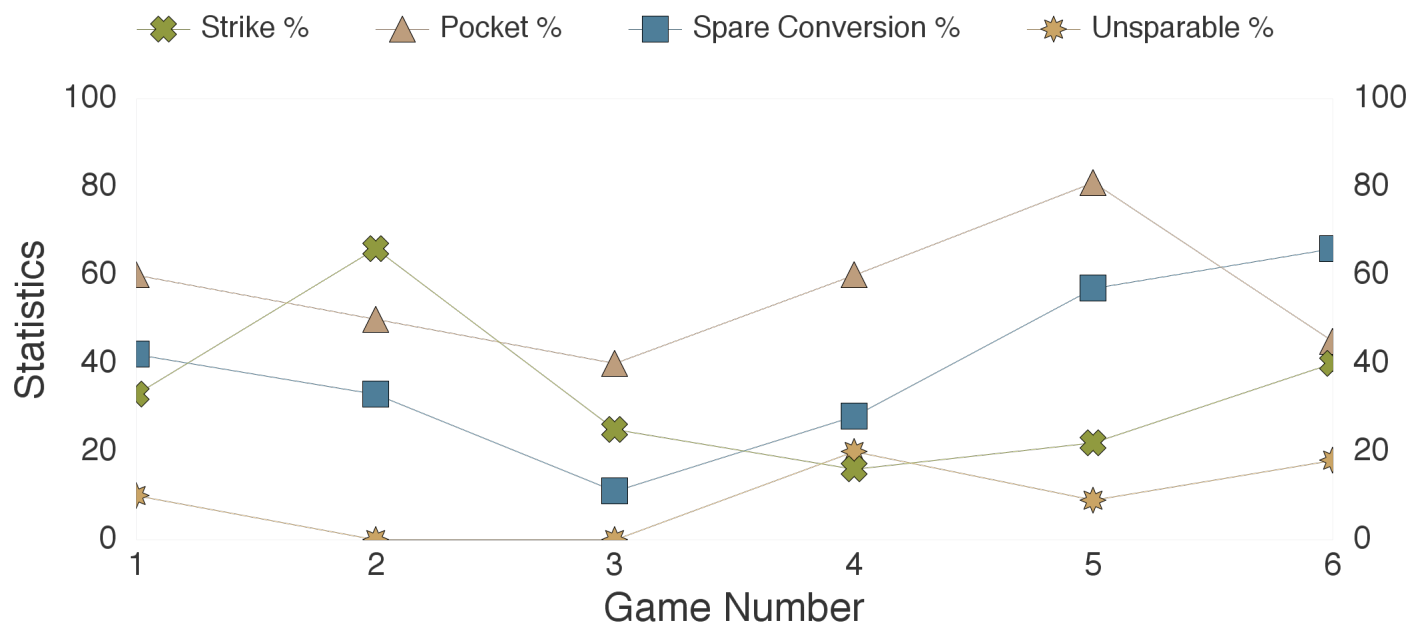 Strike % Pocket % Spare Conversion % Unsparable %
100 100
80 80
60 60
40 40
20 20
0 0
Statistics
1 2 3 4 5 6
Game Number